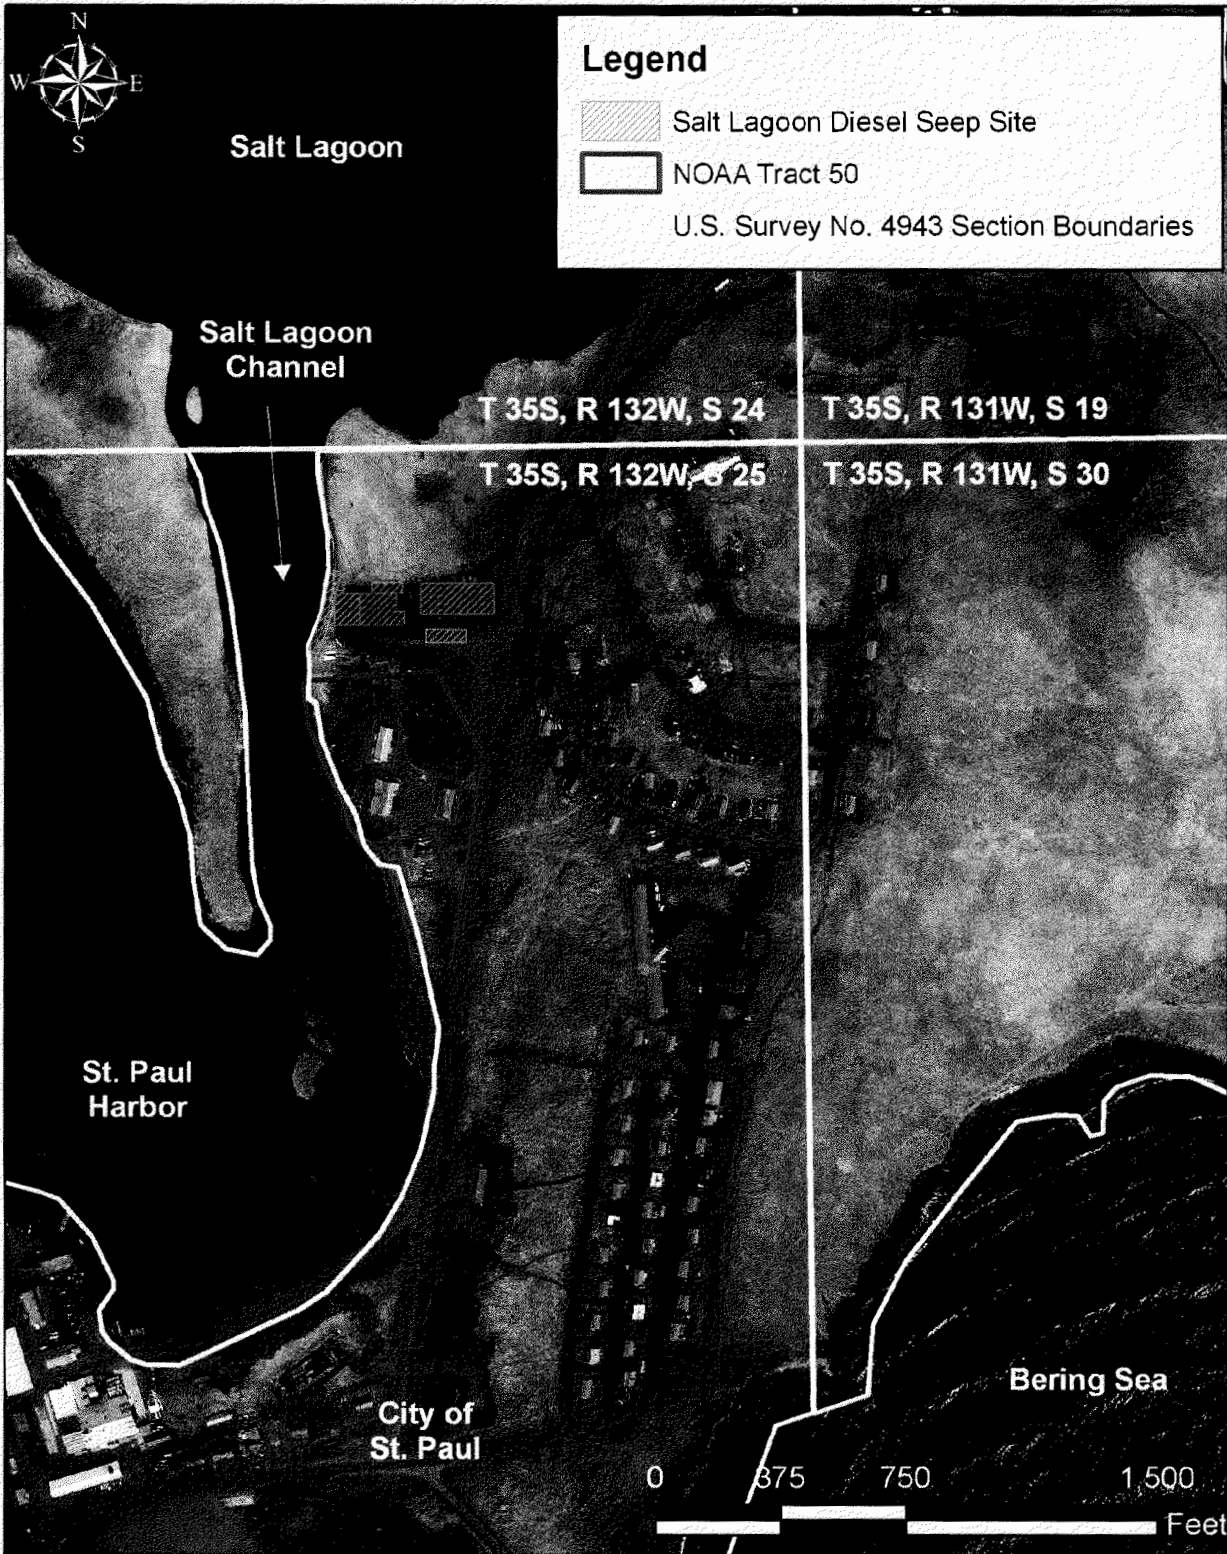 N
W E
S
Legend
Salt Lagoon Diesel Seep Site
NOAA Tract 50
U.S. Survey No. 4943 Section Boundaries
Salt Lagoon
Salt Lagoon
Channel
T 35S, R 132W, S 24
T 35S, R 131W, S 19
T 35S, R 132W, S 25
T 35S, R 131W, S 30
St. Paul
Harbor
Bering Sea
City of
St. Paul
0 375 750 1,500
Feet